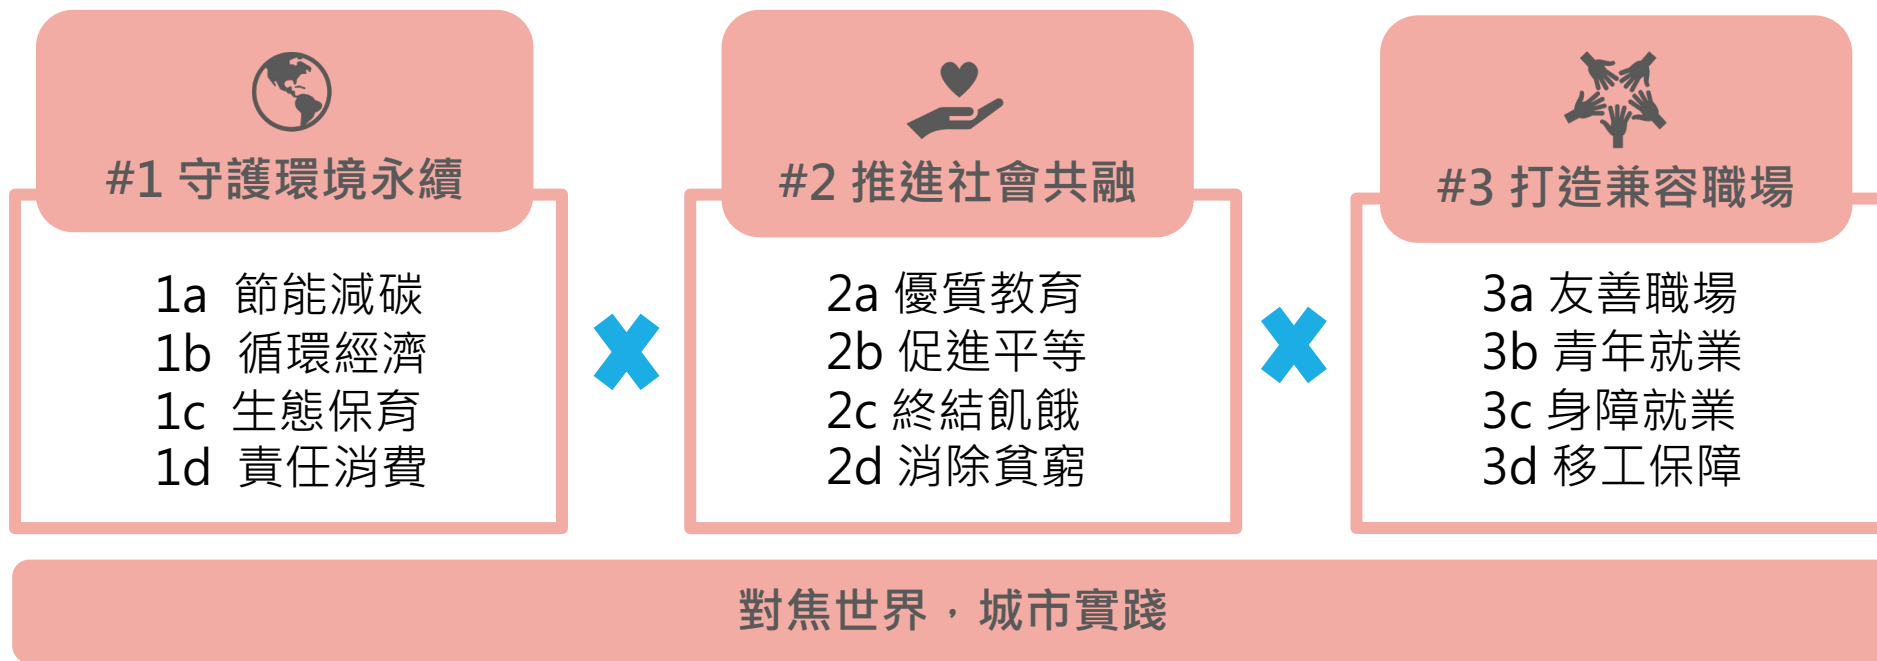 #1 守護環境永續
1a 節能減碳
1b 循環經濟
1c 生態保育
1d 責任消費
#2 推進社會共融
2a 優質教育
2b 促進平等
2c 終結飢餓
2d 消除貧窮
#3 打造兼容職場
3a 友善職場
3b 青年就業
3c 身障就業
3d 移工保障
對焦世界，城市實踐